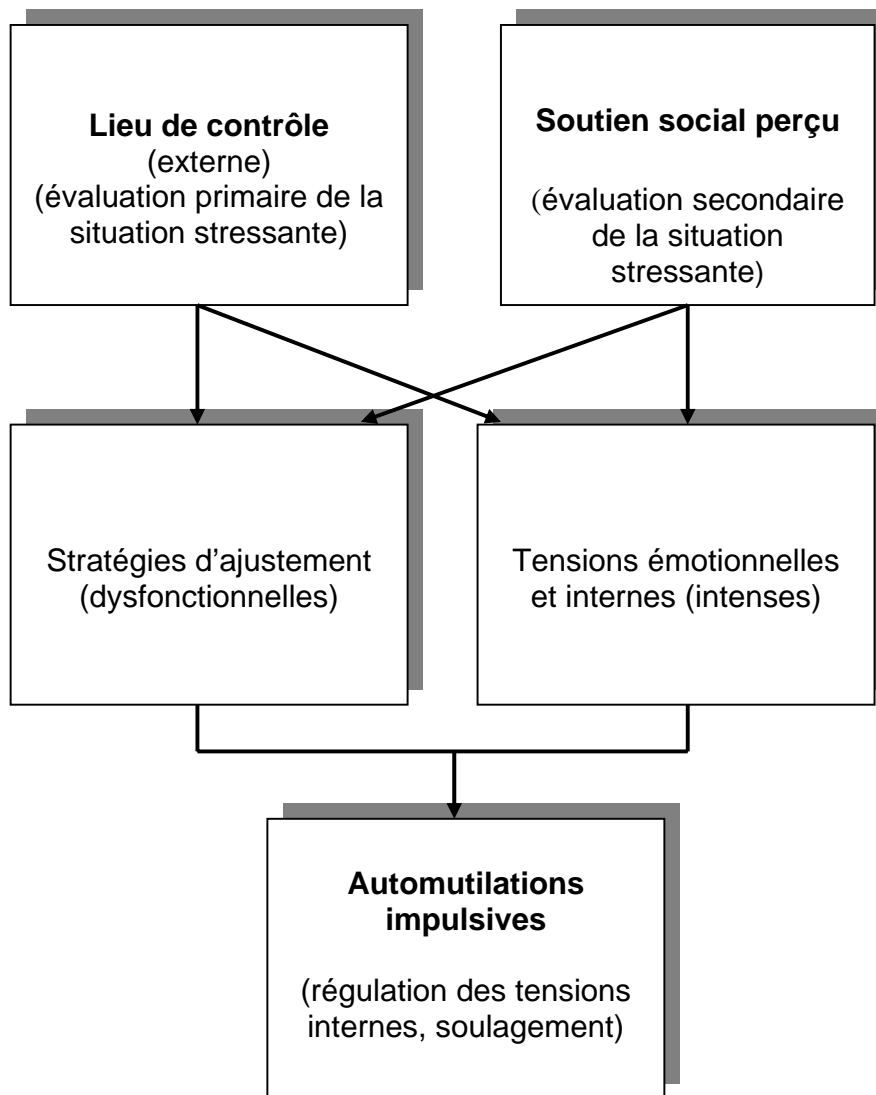 Lieu de contrôle
(externe)
(évaluation primaire de la
situation stressante)
Soutien social perçu
(évaluation secondaire
de la situation
stressante)
Stratégies d’ajustement
(dysfonctionnelles)
Tensions émotionnelles
et internes (intenses)
Automutilations
impulsives
(régulation des tensions
internes, soulagement)